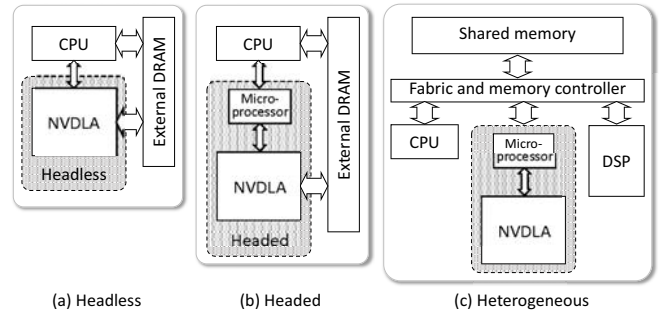 CPU
External DRAM
NVDLA
Headless
(a) Headless
CPU
External DRAM
Micro-
processor
NVDLA
Headed
(b) Headed
Shared memory
Fabric and memory controller
CPU
Micro-
processor
DSP
NVDLA
(c) Heterogeneous